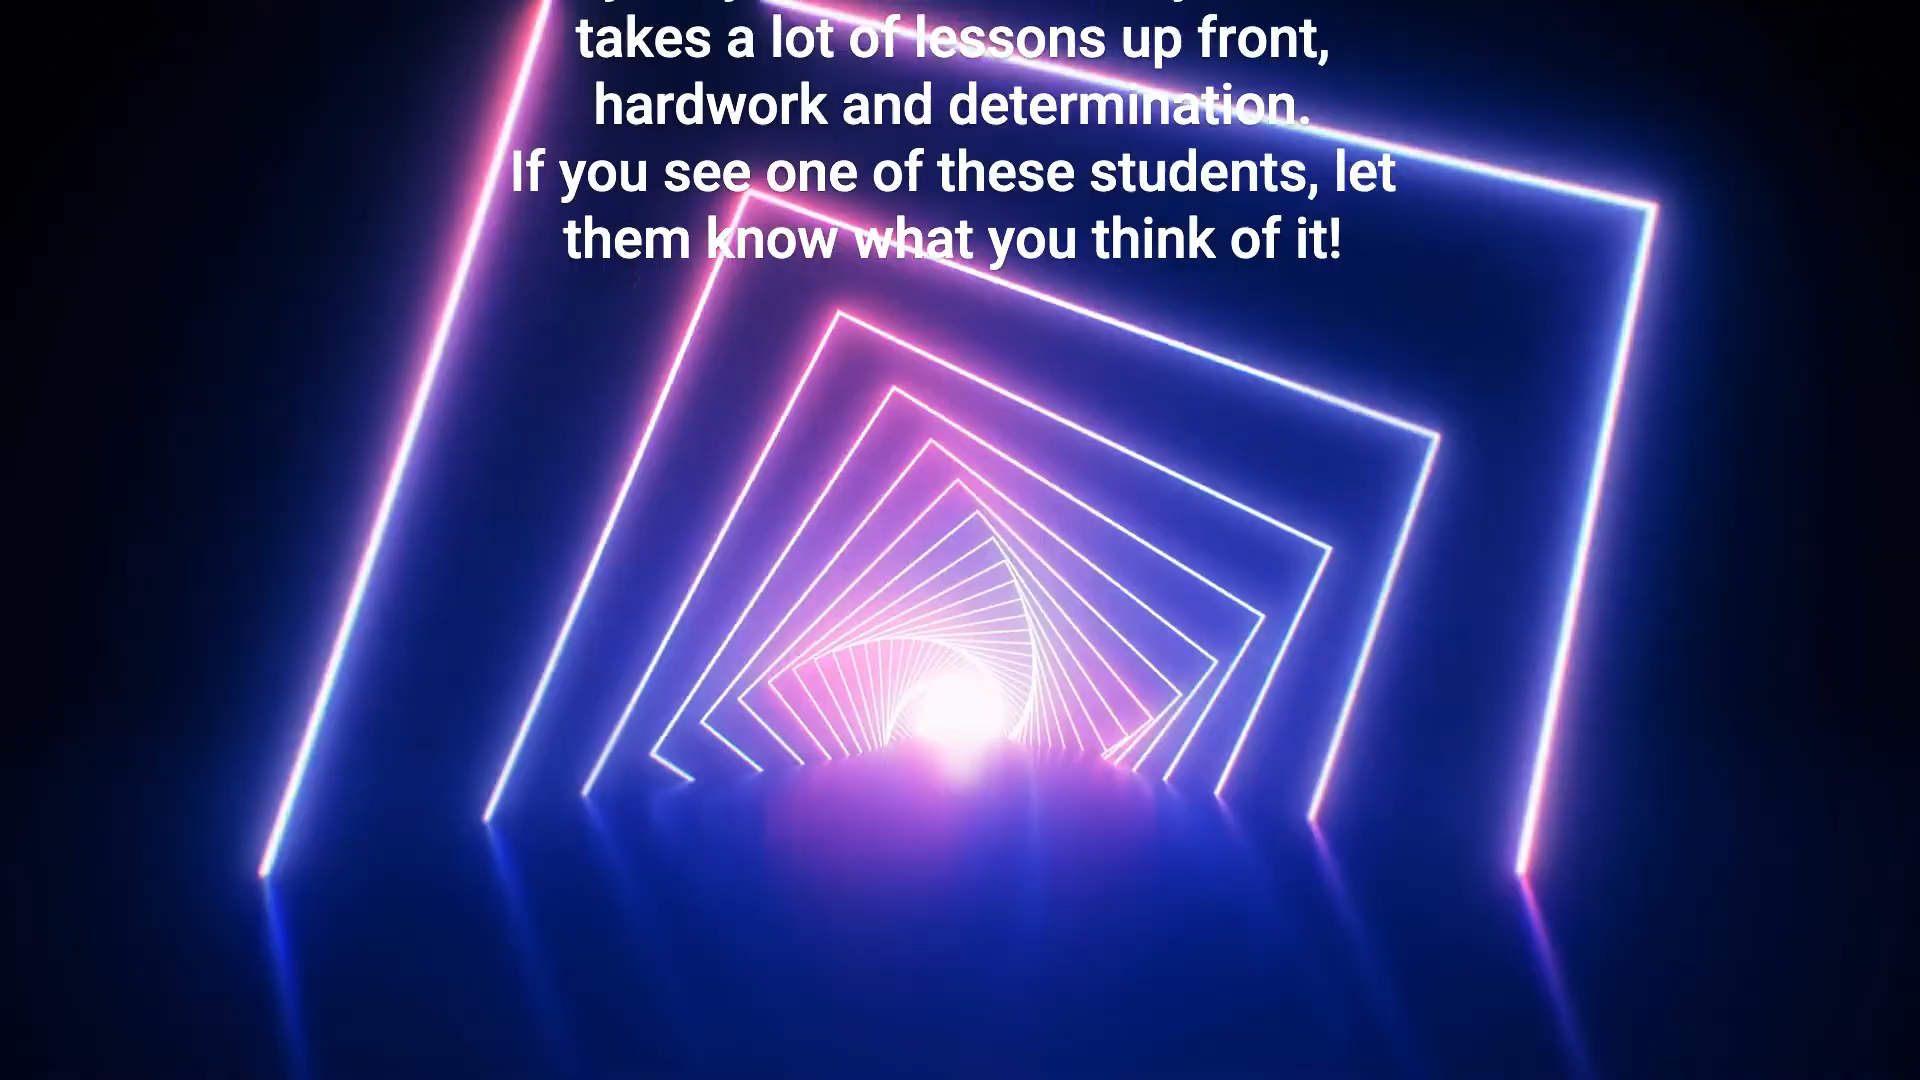 takes a lot of lessons up front,
hardwork and determination.
If you see one of these students, let
them know what you think of it!